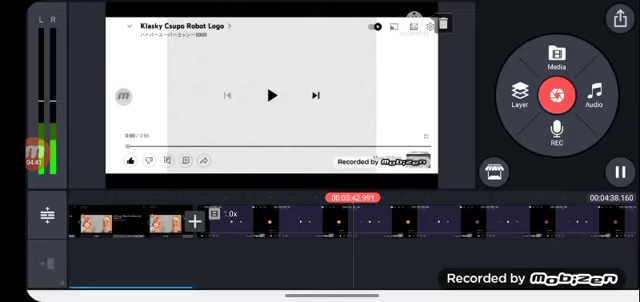 L R
Klasky Csupo Robot Logo
ハイパースーパーゴッシー5000
0:00 / 0:06
Recorded by mobizen
04:41
Media
Layer
Audio
REC
00:03:42.991
00:04:38.160
1.0x
Recorded by mobizen